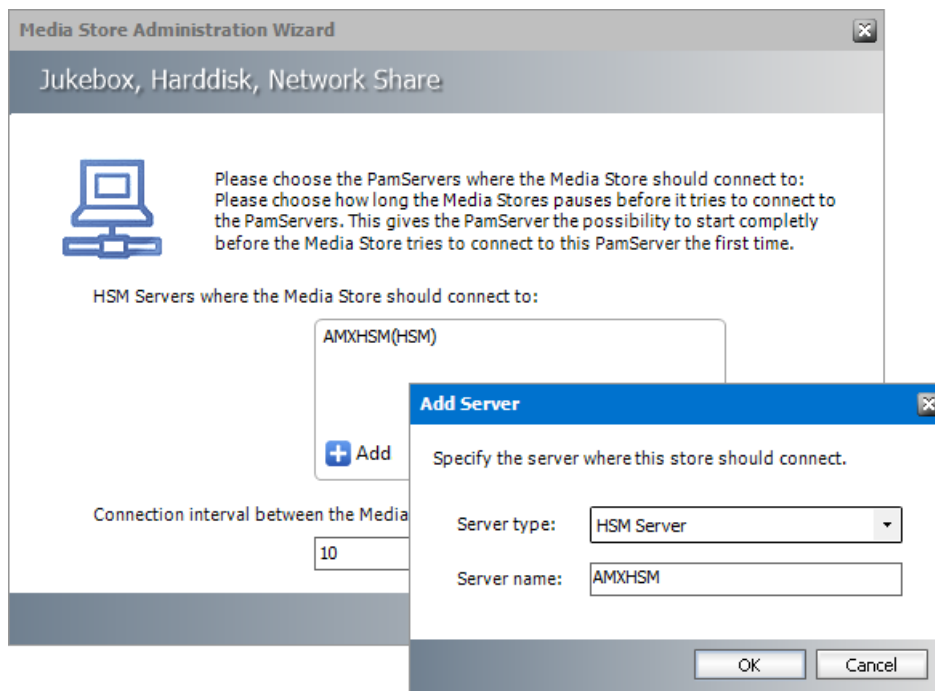 Media Store Administration Wizard
Jukebox, Harddisk, Network Share
Please choose the PamServers where the Media Store should connect to:
Please choose how long the Media Stores pauses before it tries to connect to
the PamServers. This gives the PamServer the possibility to start completly
before the Media Store tries to connect to this PamServer the first time.
HSM Servers where the Media Store should connect to:
AMXHSM(HSM)
Add
Connection interval between the Media
10
Add Server
Specify the server where this store should connect.
Server type:
HSM Server
Server name:
AMXHSM
OK
Cancel